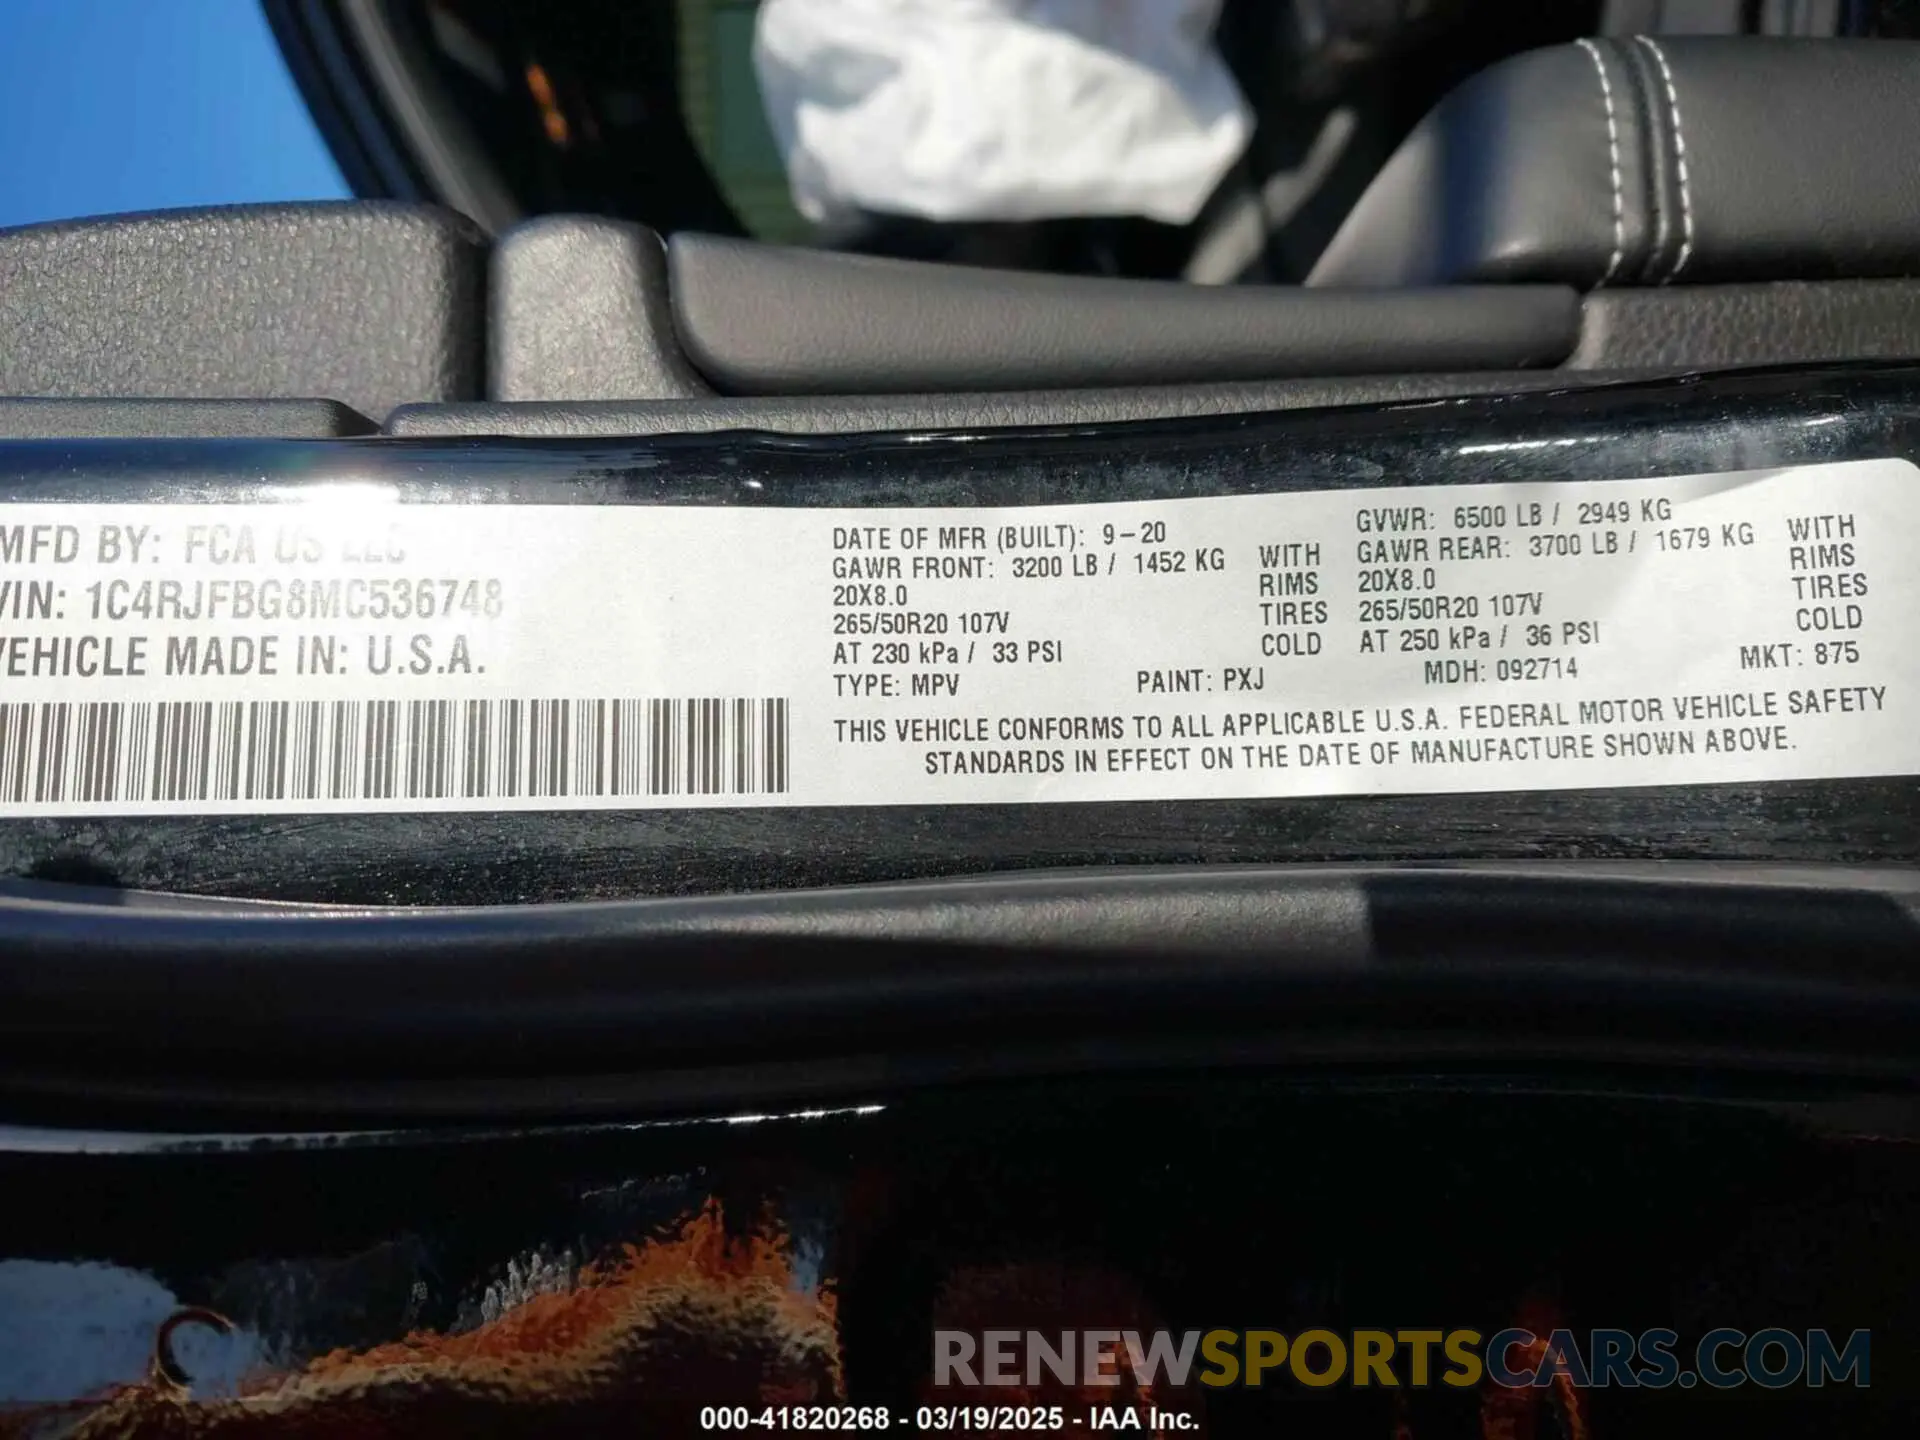 MFD BY: FCA US LLC
VIN: 1C4RJFBG8MC536748
VEHICLE MADE IN: U.S.A.
DATE OF MFR (BUILT): 9-20
GAWR FRONT: 3200 LB / 1452 KG WITH
20X8.0 RIMS
265/50R20 107V TIRES
AT 230 kPa / 33 PSI COLD
GVWR: 6500 LB / 2949 KG
GAWR REAR: 3700 LB / 1679 KG WITH
20X8.0 RIMS
265/50R20 107V TIRES
AT 250 kPa / 36 PSI COLD
TYPE: MPV PAINT: PXJ MDH: 092714 MKT: 875
THIS VEHICLE CONFORMS TO ALL APPLICABLE U.S.A. FEDERAL MOTOR VEHICLE SAFETY
STANDARDS IN EFFECT ON THE DATE OF MANUFACTURE SHOWN ABOVE.
RENEWSPORTSCARS.COM
000-41820268 - 03/19/2025 - IAA Inc.